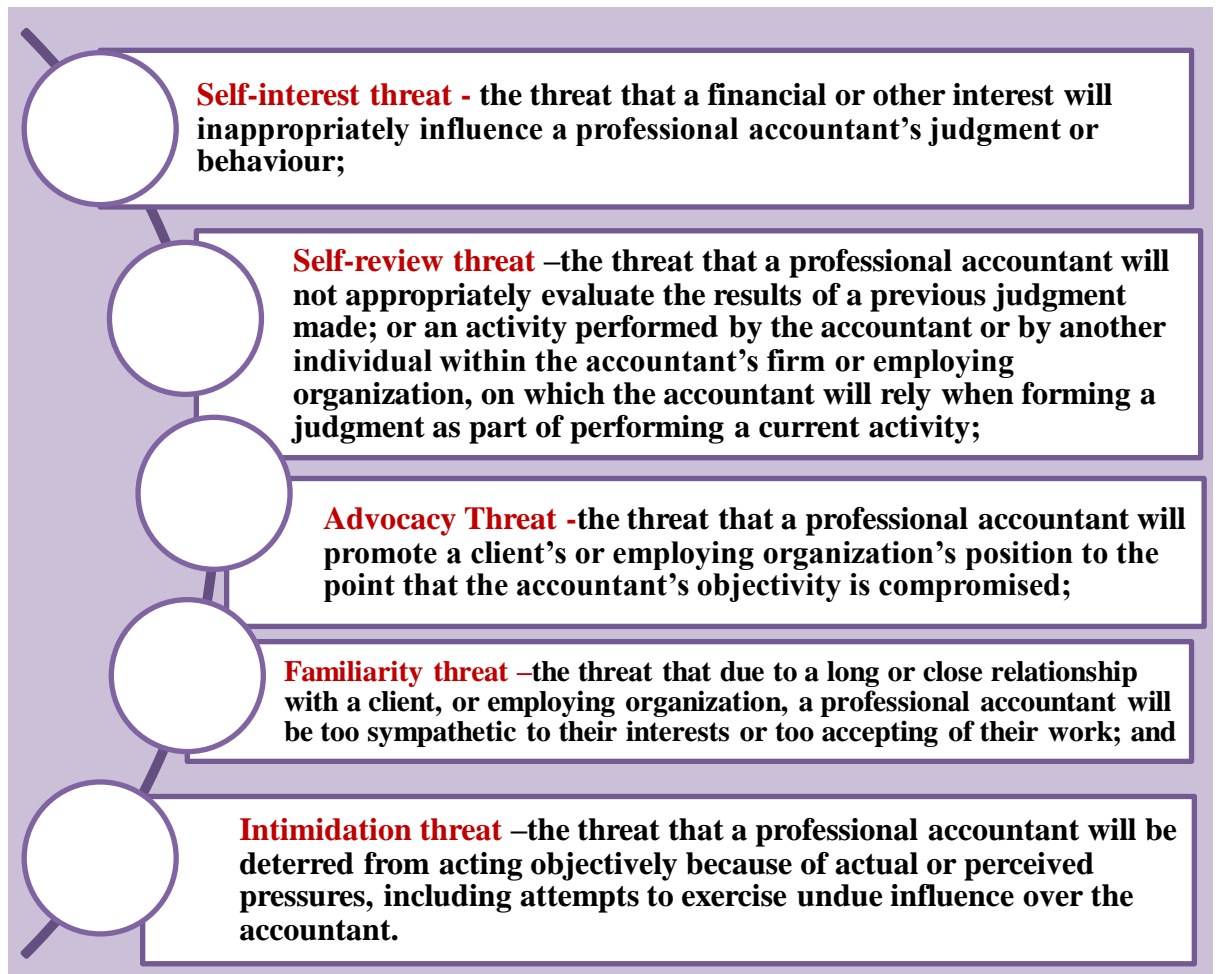 Self-interest threat - the threat that a financial or other interest will
inappropriately influence a professional accountant’s judgment or
behaviour;
Self-review threat –the threat that a professional accountant will
not appropriately evaluate the results of a previous judgment
made; or an activity performed by the accountant or by another
individual within the accountant’s firm or employing
organization, on which the accountant will rely when forming a
judgment as part of performing a current activity;
Advocacy Threat -the threat that a professional accountant will
promote a client’s or employing organization’s position to the
point that the accountant’s objectivity is compromised;
Familiarity threat –the threat that due to a long or close relationship
with a client, or employing organization, a professional accountant will
be too sympathetic to their interests or too accepting of their work; and
Intimidation threat –the threat that a professional accountant will be
deterred from acting objectively because of actual or perceived
pressures, including attempts to exercise undue influence over the
accountant.